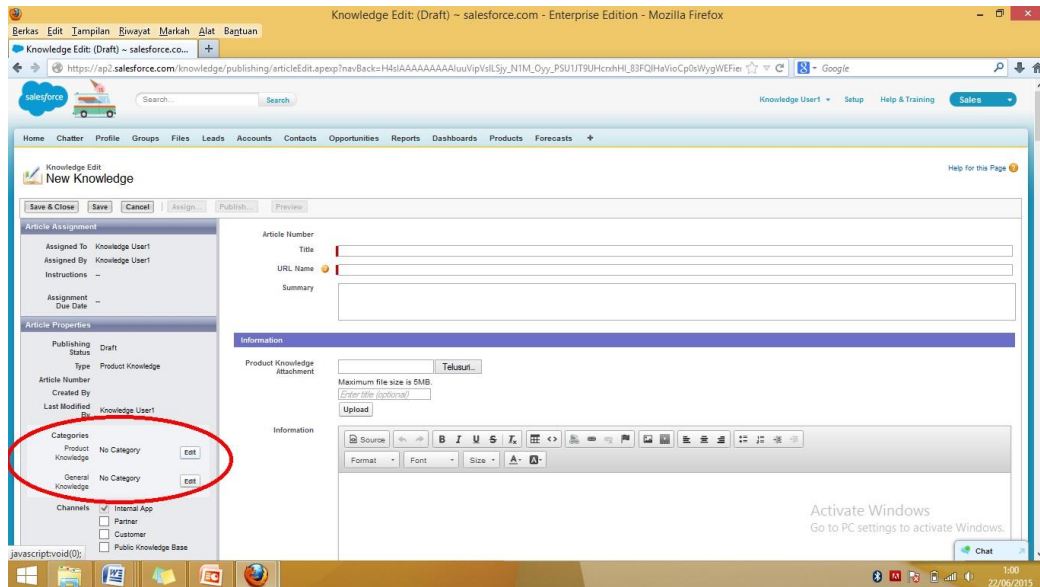 Knowledge Edit: (Draft) ~ salesforce.com - Enterprise Edition - Mozilla Firefox
Berkas Edit Tampilan Riwayat Markah Alat Bantuan
Knowledge Edit: (Draft) ~ salesforce.co... +
Google
salesforce
Search...
Search
Knowledge User1 Setup Help & Training Sales
Home Chatter Profile Groups Files Leads Accounts Contacts Opportunities Reports Dashboards Products Forecasts +
Knowledge Edit
New Knowledge
Help for this Page
Save & Close Save Cancel Assign... Publish... Preview
Article Assignment
Assigned To Knowledge User1
Assigned By Knowledge User1
Instructions --
Assignment Due Date --
Article Properties
Publishing Status Draft
Type Product Knowledge
Article Number
Created By
Last Modified By Knowledge User1
Categories
Product Knowledge No Category Edit
General Knowledge No Category Edit
Channels Internal App
Partner
Customer
Public Knowledge Base
Article Number
Title
URL Name
Summary
Information
Product Knowledge Attachment Telusuri...
Maximum file size is 5MB.
Enter title (optional)
Upload
Information
Source B I U S Tx
Format Font Size A A
Activate Windows
Go to PC settings to activate Windows.
Chat
javascript:void(0);
1:00
22/06/2015